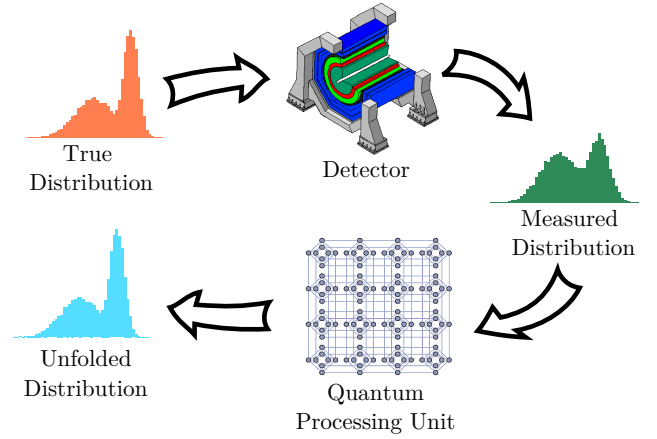 True
Distribution
Detector
Measured
Distribution
Quantum
Processing Unit
Unfolded
Distribution